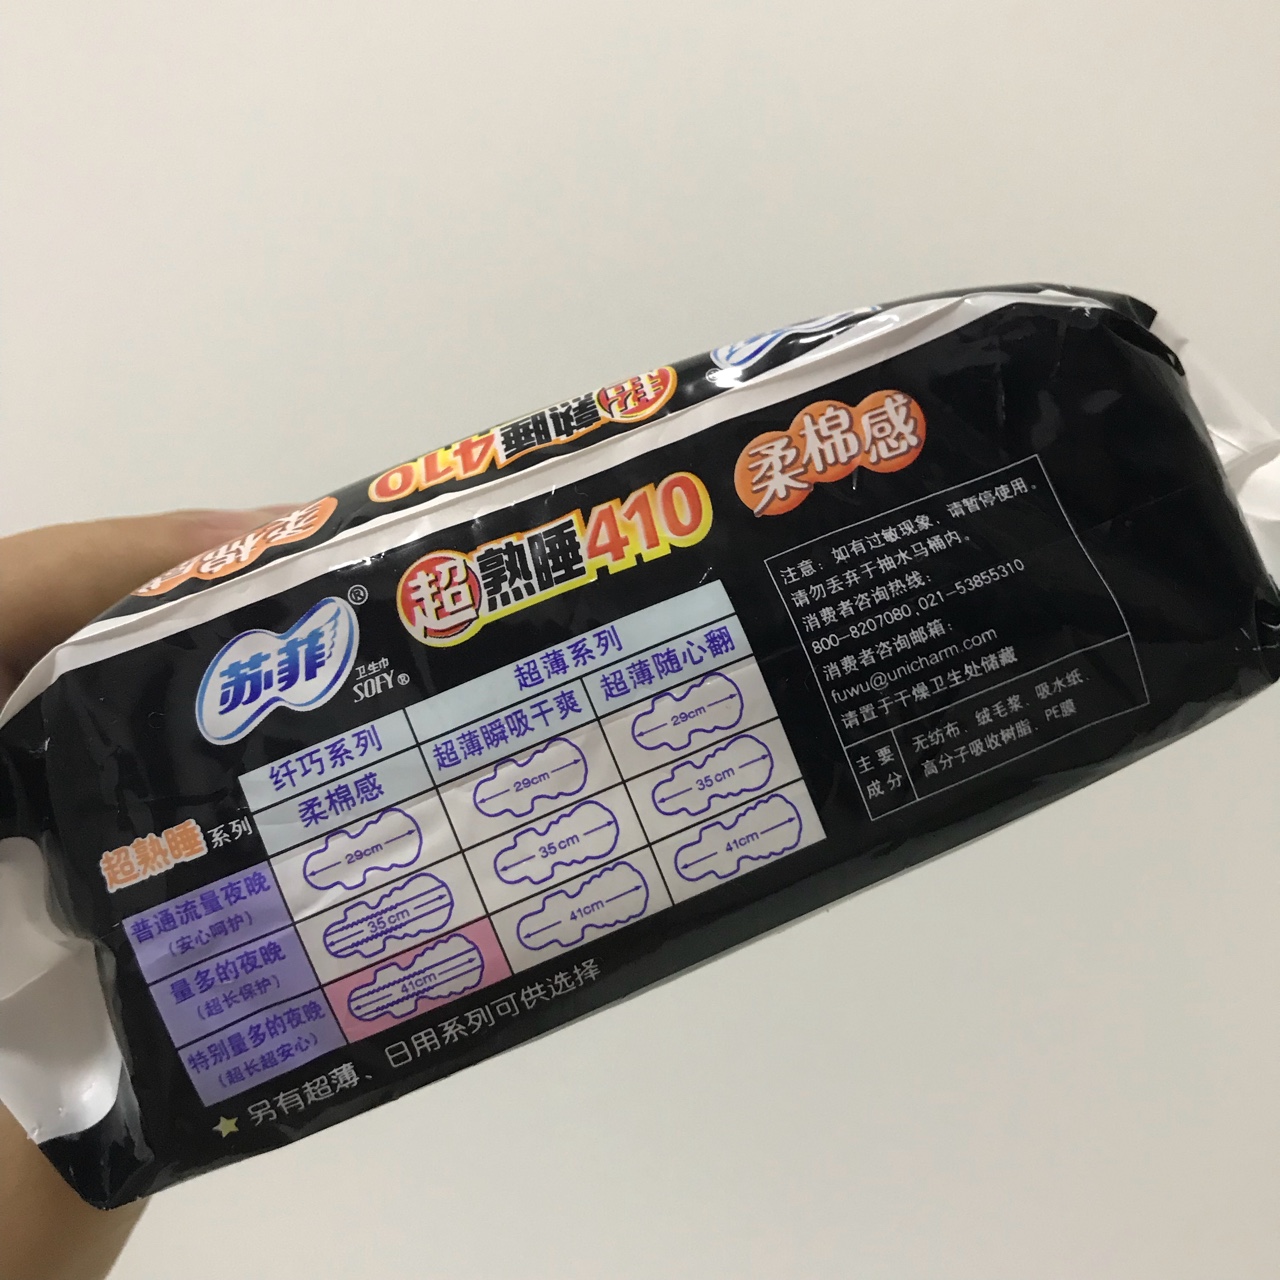 苏菲®
卫生巾
SOFY®
超熟睡410
柔棉感
超熟睡410
柔棉感
超熟睡系列
纤巧系列
超薄系列
柔棉感
超薄瞬吸干爽
超薄随心翻
普通流量夜晚
（安心呵护）
29cm
29cm
29cm
量多的夜晚
（超长保护）
35cm
35cm
35cm
特别量多的夜晚
（超长超安心）
41cm
41cm
41cm
★另有超薄、日用系列可供选择
注意：如有过敏现象，请暂停使用。
请勿丢弃于抽水马桶内。
消费者咨询热线：
800-8207080 021-53855310
消费者咨询邮箱：
fuwu@unicharm.com
请置于干燥卫生处储藏
主要成分
无纺布、绒毛浆、吸水纸、
高分子吸收树脂、PE膜